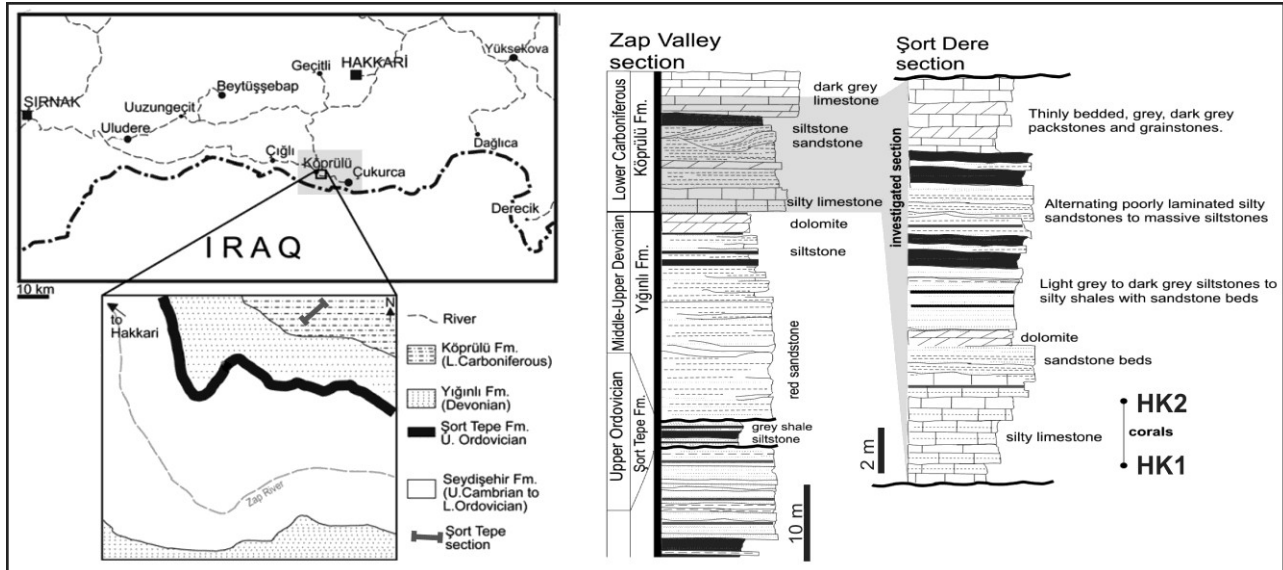 Yüksekova
HAKKARİ
Geçitli
Beytüşşebap
ŞIRNAK
Uuzungeçit
Uludere
Dağlıca
Çığlı
Köprülü
Çukurca
Derecik
IRAQ
10 km
to
Hakkari
N
Zap River
River
Köprülü Fm.
(L.Carboniferous)
Yığınlı Fm.
(Devonian)
Şort Tepe Fm.
U. Ordovician
Seydişehir Fm.
(U.Cambrian to
L.Ordovician)
Şort Tepe
section
Zap Valley
section
Lower Carboniferous
Köprülü Fm.
Middle-Upper Devonian
Yığınlı Fm.
Upper Ordovician
Şort Tepe Fm.
dark grey
limestone
siltstone
sandstone
silty limestone
dolomite
siltstone
red sandstone
grey shale
siltstone
10 m
Şort Dere
section
investigated section
Thinly bedded, grey, dark grey
packstones and grainstones.
Alternating poorly laminated silty
sandstones to massive siltstones
Light grey to dark grey siltstones to
silty shales with sandstone beds
dolomite
sandstone beds
silty limestone
HK2
corals
HK1
2 m